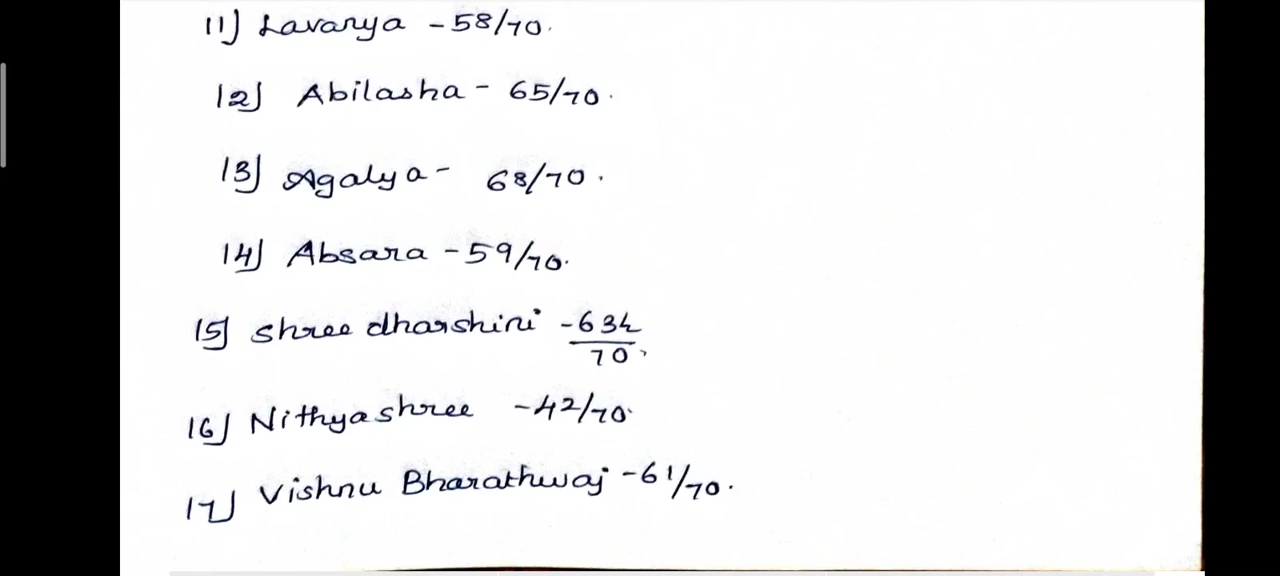 11) Lavanya - 58/70.
12) Abilasha - 65/70.
13) Agalya - 68/70.
14) Absara - 59/70.
15) Shree dharshini - 63½/70.
16) Nithyashree - 42/70.
17) Vishnu Bharathwaj - 61/70.